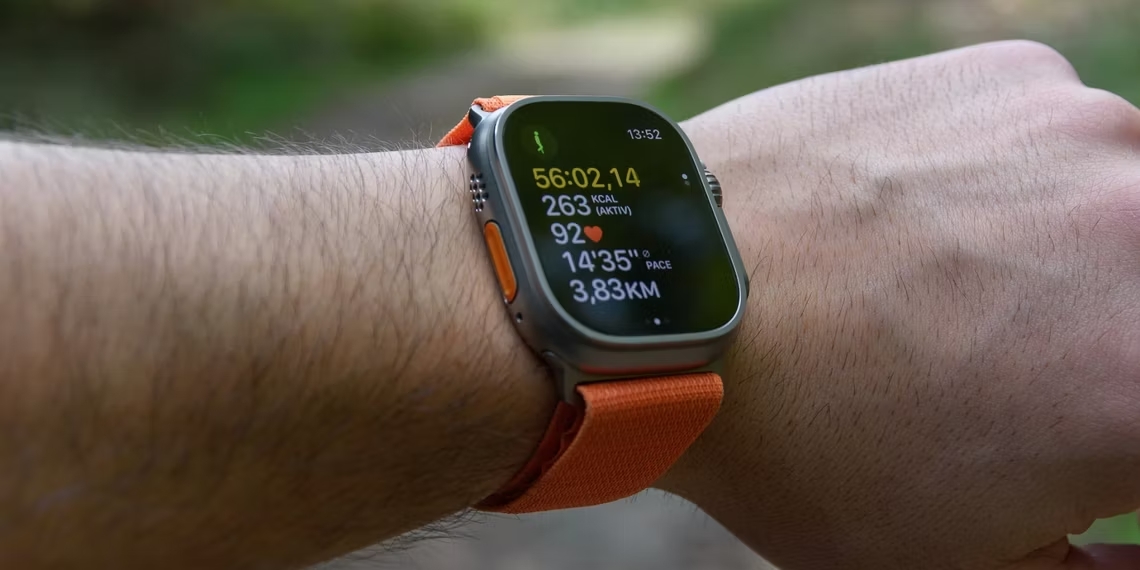 13:52
56:02,14
263 KCAL (AKTIV)
92
14'35" Ø PACE
3,83KM